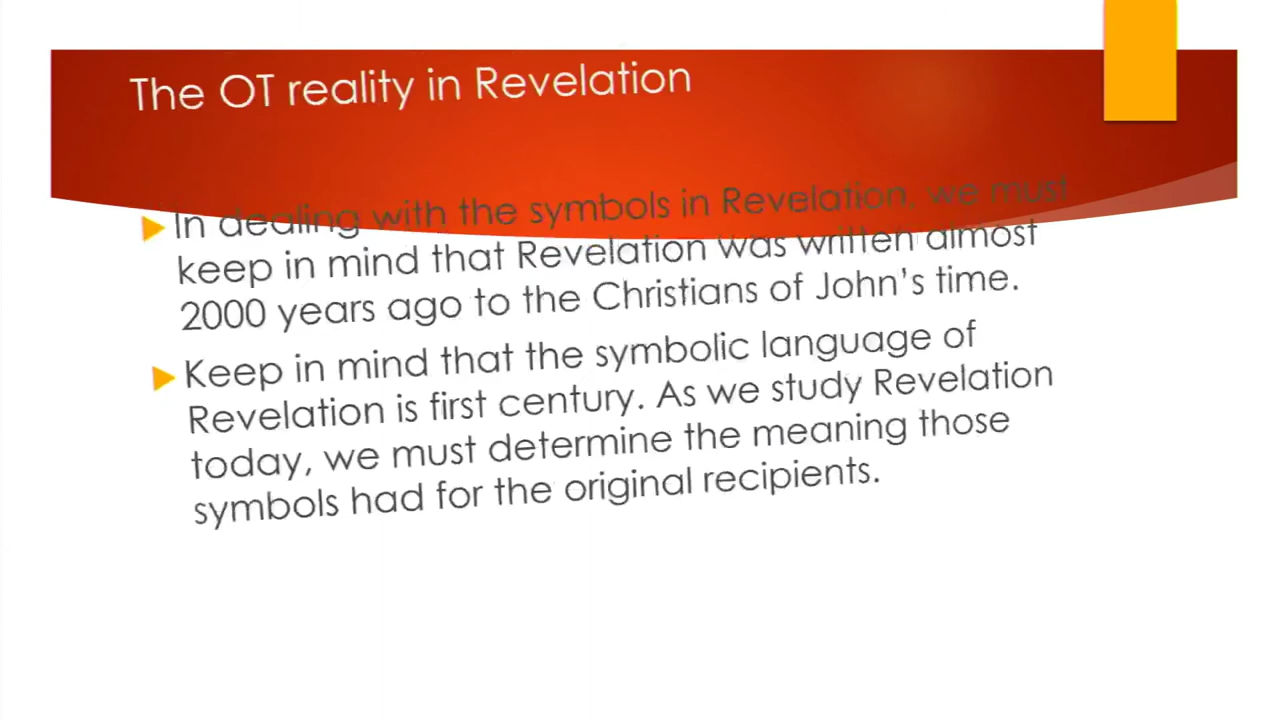 The OT reality in Revelation
In dealing with the symbols in Revelation, we must
keep in mind that Revelation was written almost
2000 years ago to the Christians of John's time.
Keep in mind that the symbolic language of
Revelation is first century. As we study Revelation
today, we must determine the meaning those
symbols had for the original recipients.